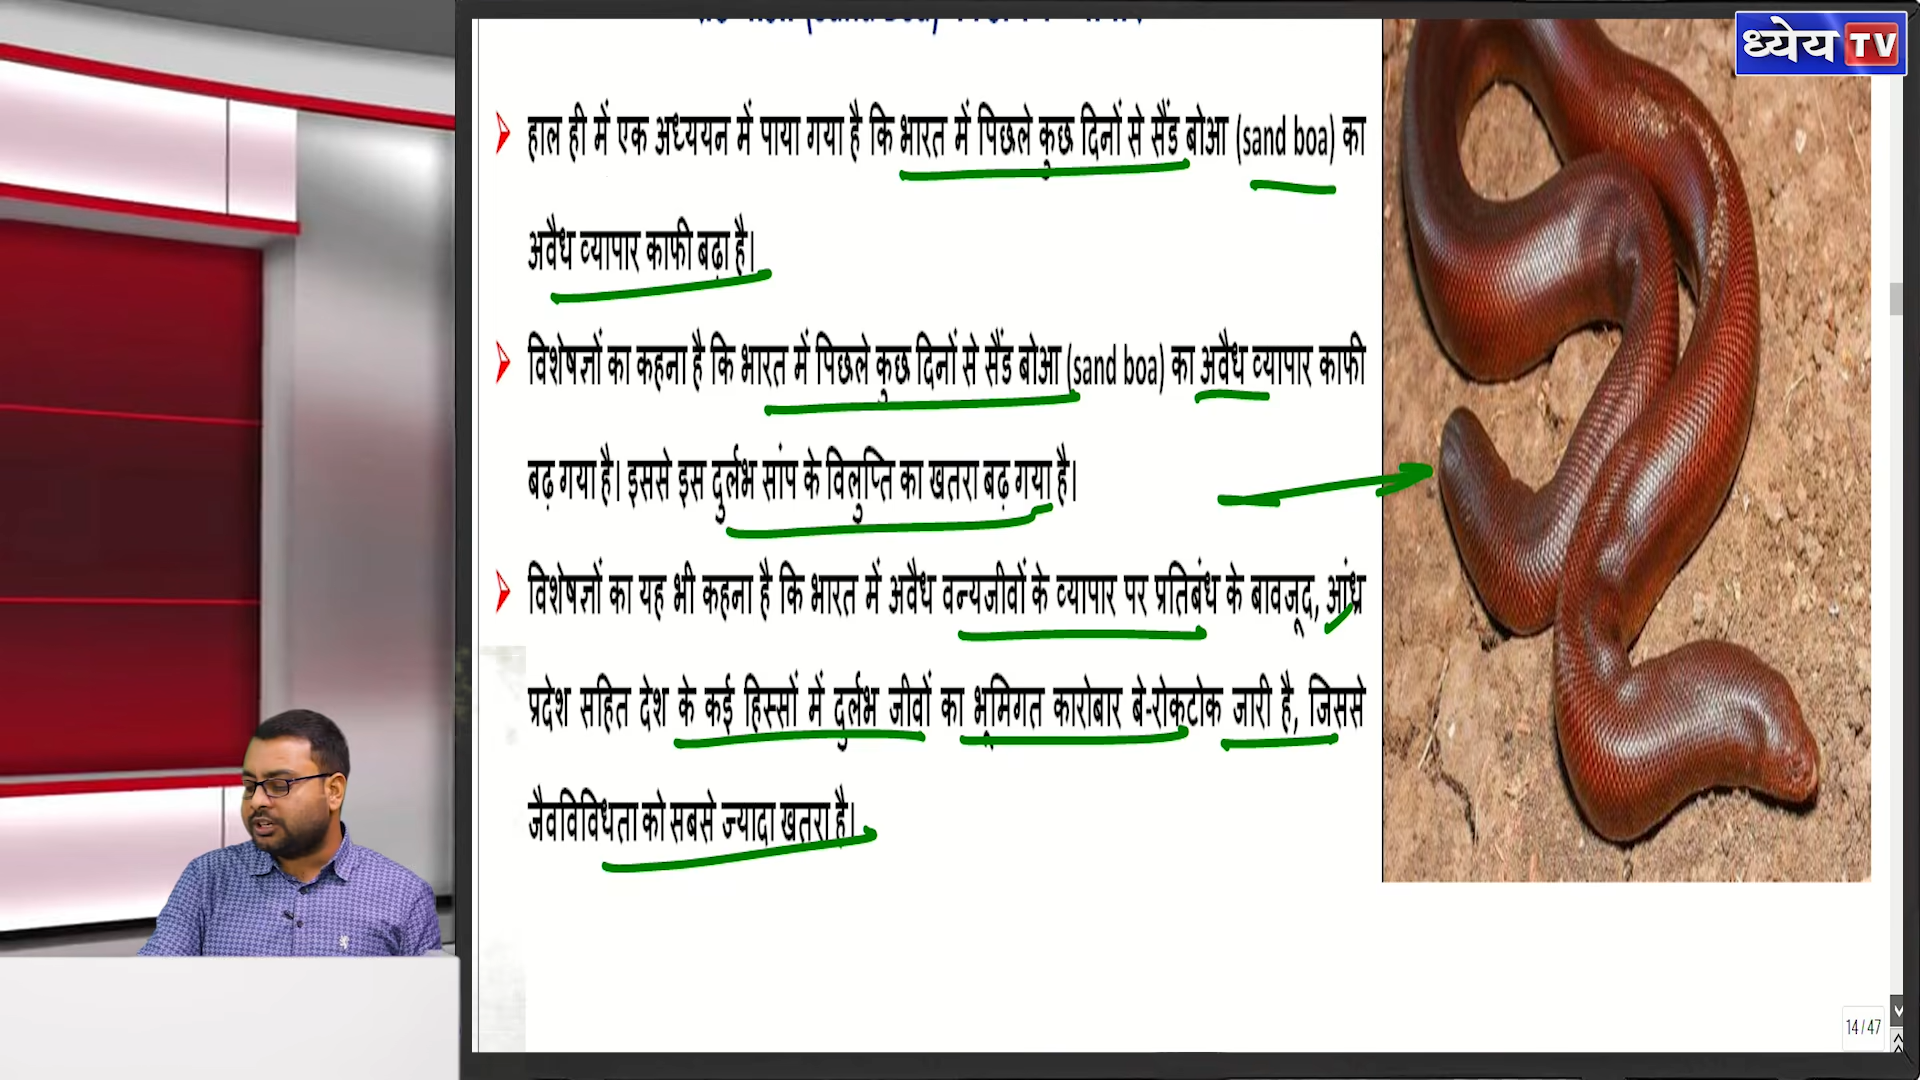 ध्येय TV
(sand boa)
हाल ही में एक अध्ययन में पाया गया है कि भारत में पिछले कुछ दिनों से सैंड बोआ (sand boa) का
अवैध व्यापार काफी बढ़ा है।
विशेषज्ञों का कहना है कि भारत में पिछले कुछ दिनों से सैंड बोआ (sand boa) का अवैध व्यापार काफी
बढ़ गया है। इससे इस दुर्लभ सांप के विलुप्ति का खतरा बढ़ गया है।
विशेषज्ञों का यह भी कहना है कि भारत में अवैध वन्यजीवों के व्यापार पर प्रतिबंध के बावजूद, आंध्र
प्रदेश सहित देश के कई हिस्सों में दुर्लभ जीवों का भूमिगत कारोबार बे-रोकटोक जारी है, जिससे
जैवविविधता को सबसे ज्यादा खतरा है।
14/47